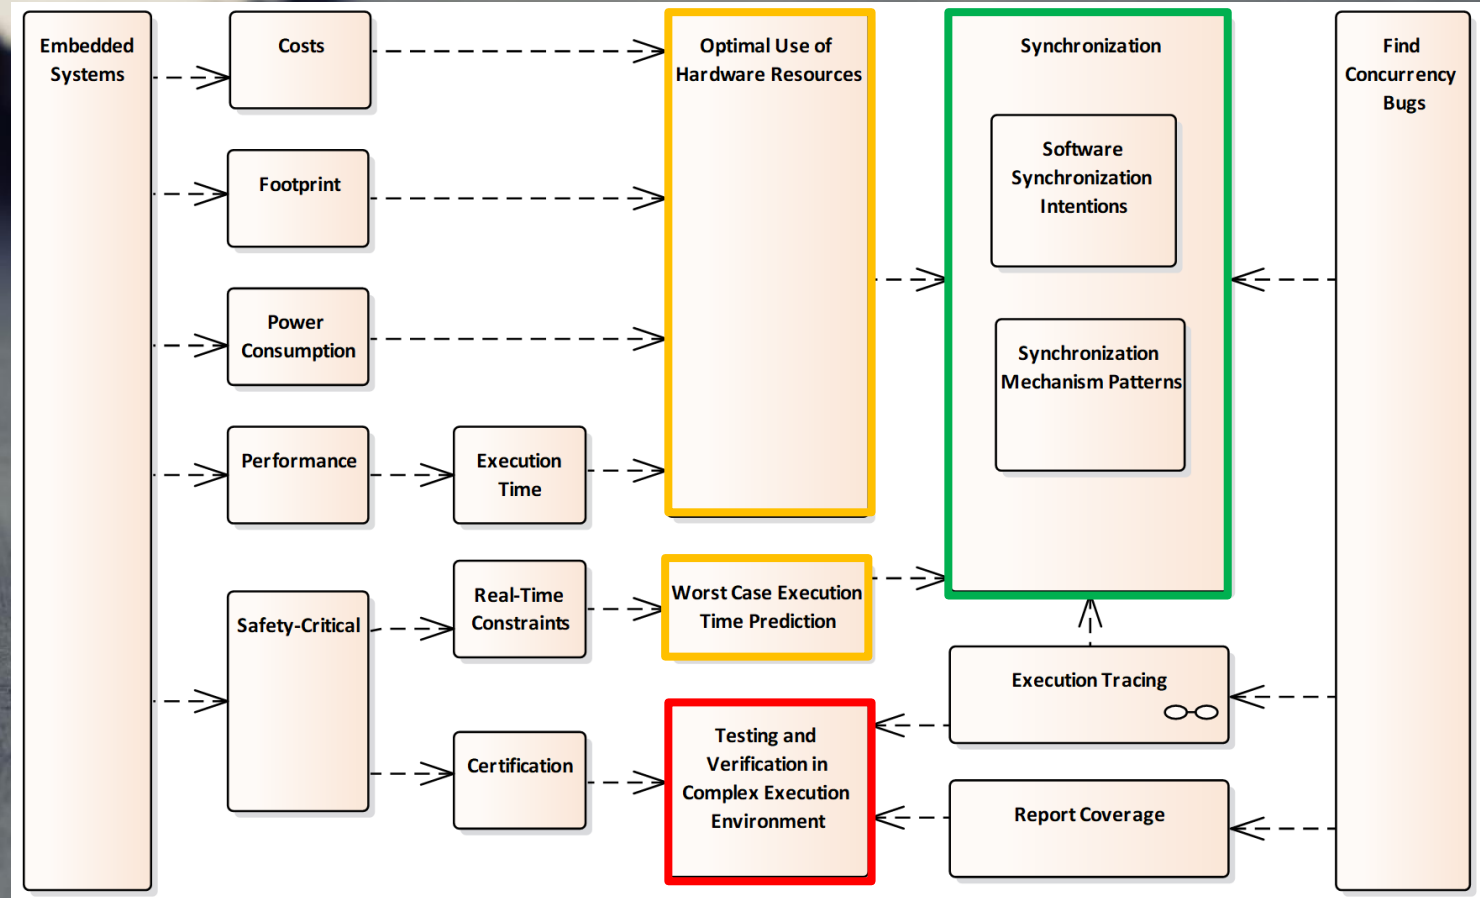 Embedded
Systems
Costs
Footprint
Power
Consumption
Performance
Execution
Time
Safety-Critical
Real-Time
Constraints
Certification
Optimal Use of
Hardware Resources
Worst Case Execution
Time Prediction
Testing and
Verification in
Complex Execution
Environment
Synchronization
Software
Synchronization
Intentions
Synchronization
Mechanism Patterns
Execution Tracing
Report Coverage
Find
Concurrency
Bugs